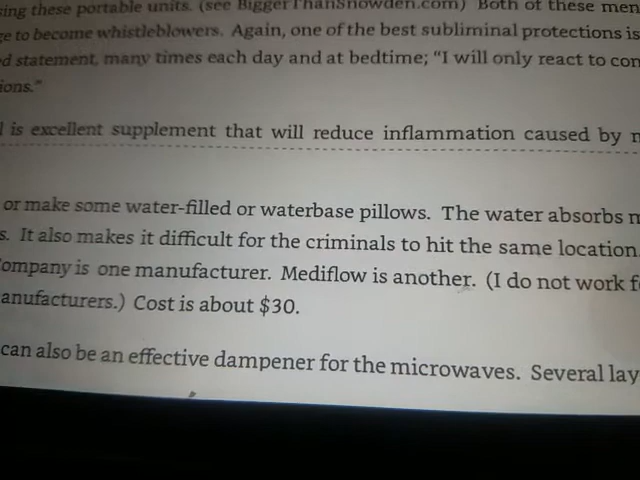 sing these portable units. (see BiggerThanSnowden.com) Both of these men
ge to become whistleblowers. Again, one of the best subliminal protections is
d statement, many times each day and at bedtime; "I will only react to con
ions."
l is excellent supplement that will reduce inflammation caused by
or make some water-filled or waterbase pillows. The water absorbs m
s. It also makes it difficult for the criminals to hit the same location.
Company is one manufacturer. Mediflow is another. (I do not work f
anufacturers.) Cost is about $30.
can also be an effective dampener for the microwaves. Several lay